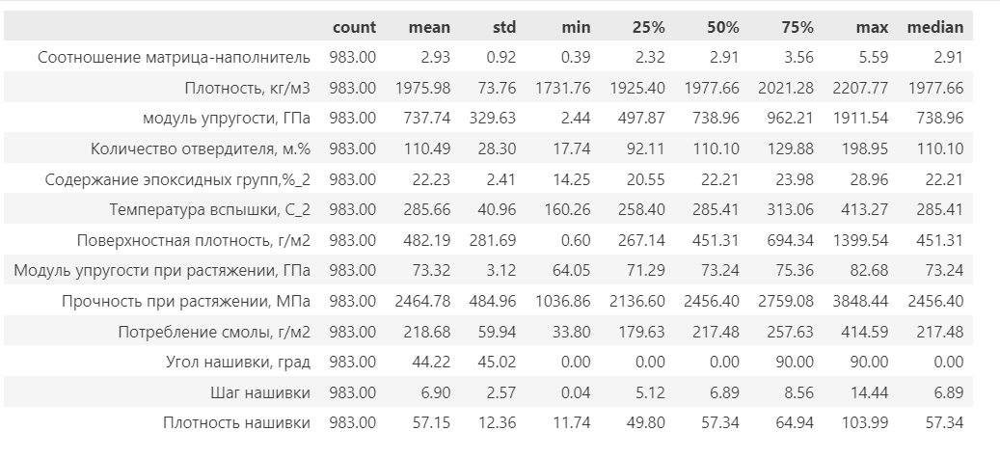 count mean std min 25% 50% 75% max median
Соотношение матрица-наполнитель 983.00 2.93 0.92 0.39 2.32 2.91 3.56 5.59 2.91
Плотность, кг/м3 983.00 1975.98 73.76 1731.76 1925.40 1977.66 2021.28 2207.77 1977.66
модуль упругости, ГПа 983.00 737.74 329.63 2.44 497.87 738.96 962.21 1911.54 738.96
Количество отвердителя, м.% 983.00 110.49 28.30 17.74 92.11 110.10 129.88 198.95 110.10
Содержание эпоксидных групп,%_2 983.00 22.23 2.41 14.25 20.55 22.21 23.98 28.96 22.21
Температура вспышки, С_2 983.00 285.66 40.96 160.26 258.40 285.41 313.06 413.27 285.41
Поверхностная плотность, г/м2 983.00 482.19 281.69 0.60 267.14 451.31 694.34 1399.54 451.31
Модуль упругости при растяжении, ГПа 983.00 73.32 3.12 64.05 71.29 73.24 75.36 82.68 73.24
Прочность при растяжении, МПа 983.00 2464.78 484.96 1036.86 2136.60 2456.40 2759.08 3848.44 2456.40
Потребление смолы, г/м2 983.00 218.68 59.94 33.80 179.63 217.48 257.63 414.59 217.48
Угол нашивки, град 983.00 44.22 45.02 0.00 0.00 0.00 90.00 90.00 0.00
Шаг нашивки 983.00 6.90 2.57 0.04 5.12 6.89 8.56 14.44 6.89
Плотность нашивки 983.00 57.15 12.36 11.74 49.80 57.34 64.94 103.99 57.34